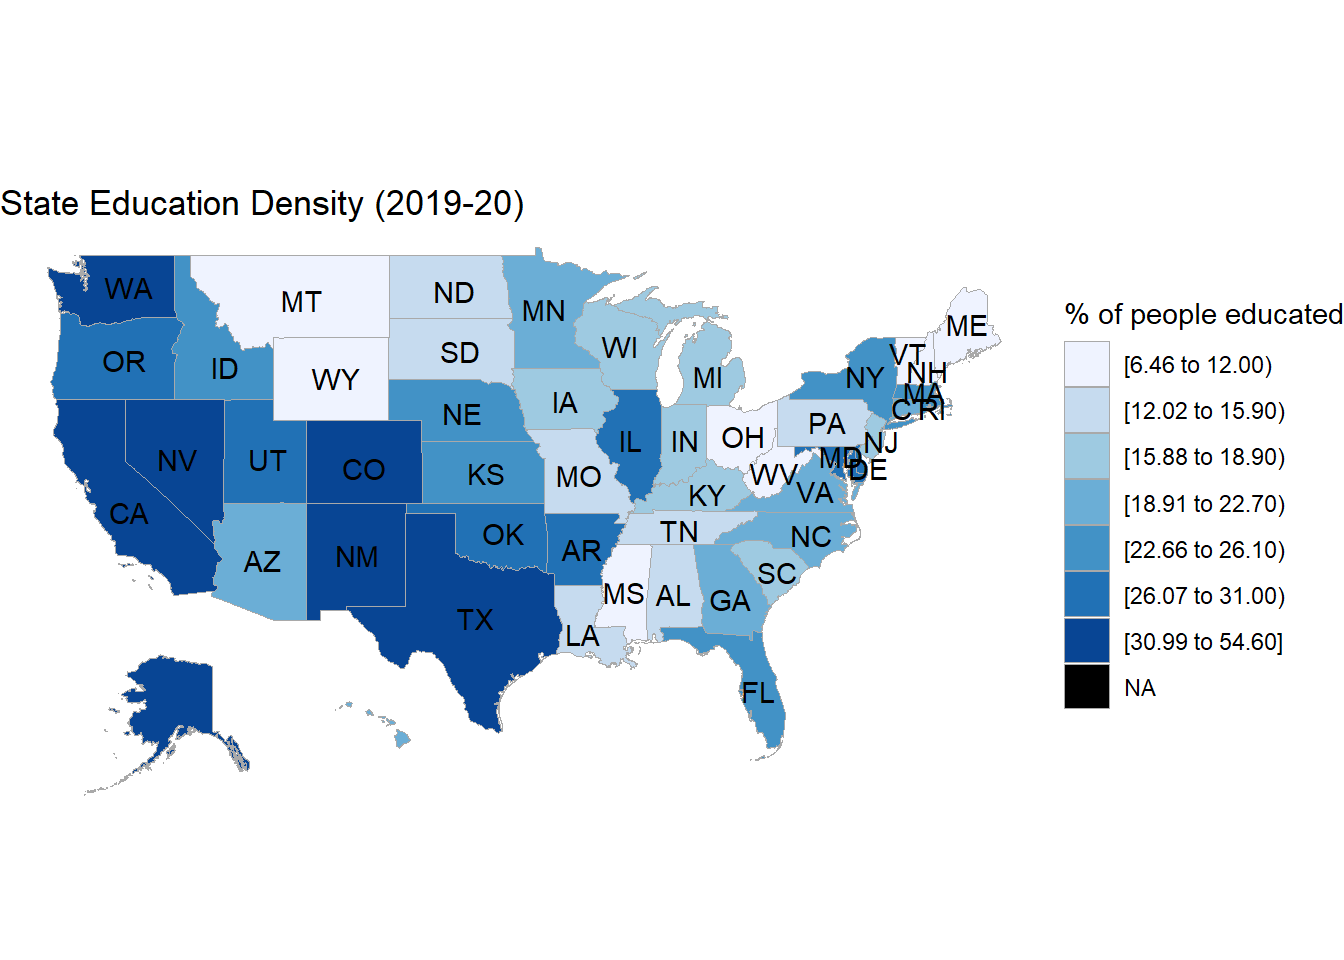 State Education Density (2019-20)
WA
MT
ND
MN
ME
OR
ID
SD
WI
VT
NH
WY
MI
NY
MA
NE
IA
CT
RI
PA
NV
UT
CO
KS
MO
IL
IN
OH
NJ
MD
DE
WV
VA
KY
CA
AZ
NM
OK
AR
TN
NC
SC
TX
LA
MS
AL
GA
FL
% of people educated
[6.46 to 12.00)
[12.02 to 15.90)
[15.88 to 18.90)
[18.91 to 22.70)
[22.66 to 26.10)
[26.07 to 31.00)
[30.99 to 54.60]
NA